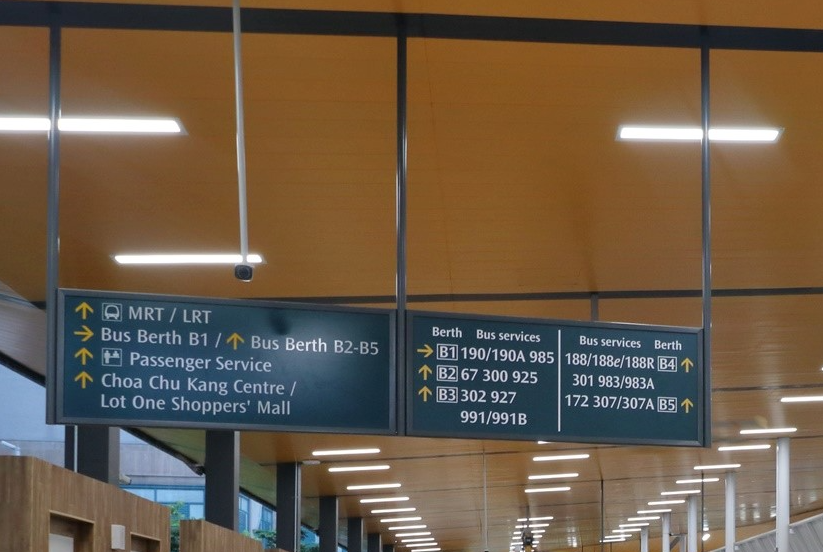 MRT / LRT
Bus Berth B1 / Bus Berth B2-B5
Passenger Service
Choa Chu Kang Centre /
Lot One Shoppers' Mall
Berth Bus services
B1 190/190A 985
B2 67 300 925
B3 302 927
991/991B
Bus services Berth
188/188e/188R B4
301 983/983A
172 307/307A B5